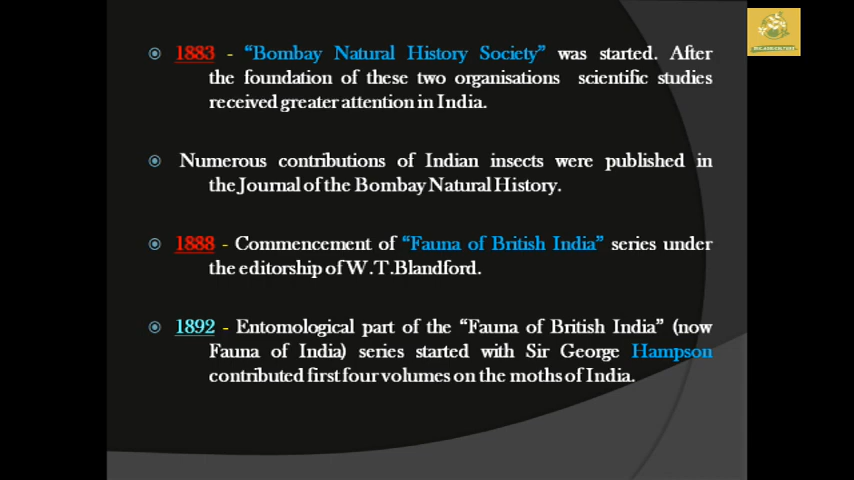 1883 - “Bombay Natural History Society” was started. After
the foundation of these two organisations scientific studies
received greater attention in India.
Numerous contributions of Indian insects were published in
the Journal of the Bombay Natural History.
1888 - Commencement of “Fauna of British India” series under
the editorship of W.T.Blandford.
1892 - Entomological part of the “Fauna of British India” (now
Fauna of India) series started with Sir George Hampson
contributed first four volumes on the moths of India.